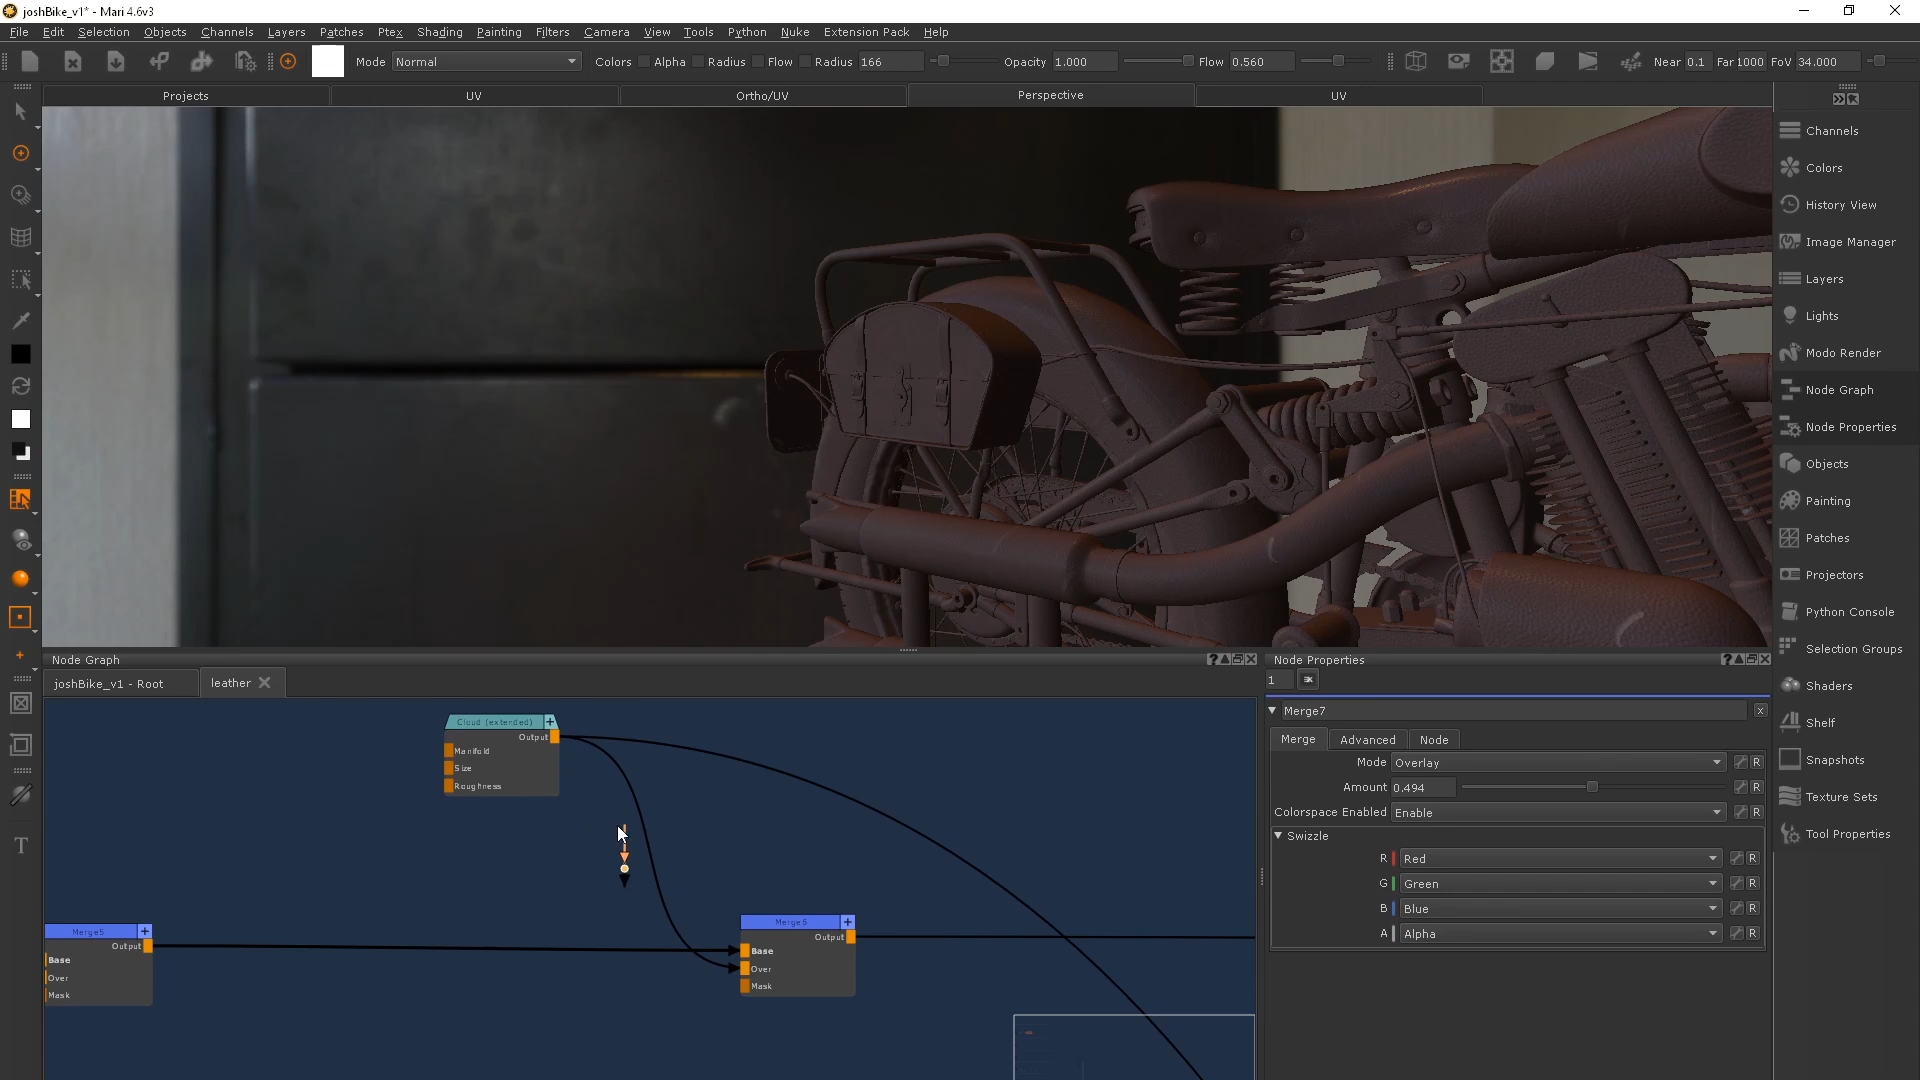 joshBike_v1* - Mari 4.6v3
File Edit Selection Objects Channels Layers Patches Ptex Shading Painting Filters Camera View Tools Python Nuke Extension Pack Help
Mode Normal Colors Alpha Radius Flow Radius 166 Opacity 1.000 Flow 0.560 Near 0.1 Far 1000 FoV 34.000
Projects UV Ortho/UV Perspective UV
Channels
Colors
History View
Image Manager
Layers
Lights
Modo Render
Node Graph
Node Properties
Objects
Painting
Patches
Projectors
Python Console
Selection Groups
Shaders
Shelf
Snapshots
Texture Sets
Tool Properties
T
Node Graph
joshBike_v1 - Root leather
Cloud (extended) +
Output
Manifold
Size
Roughness
Merge5 +
Output
Base
Over
Mask
Merge6 +
Output
Base
Over
Mask
Node Properties
1
Merge7 x
Merge Advanced Node
Mode Overlay R
Amount 0.494 R
Colorspace Enabled Enable R
Swizzle
R Red R
G Green R
B Blue R
A Alpha R